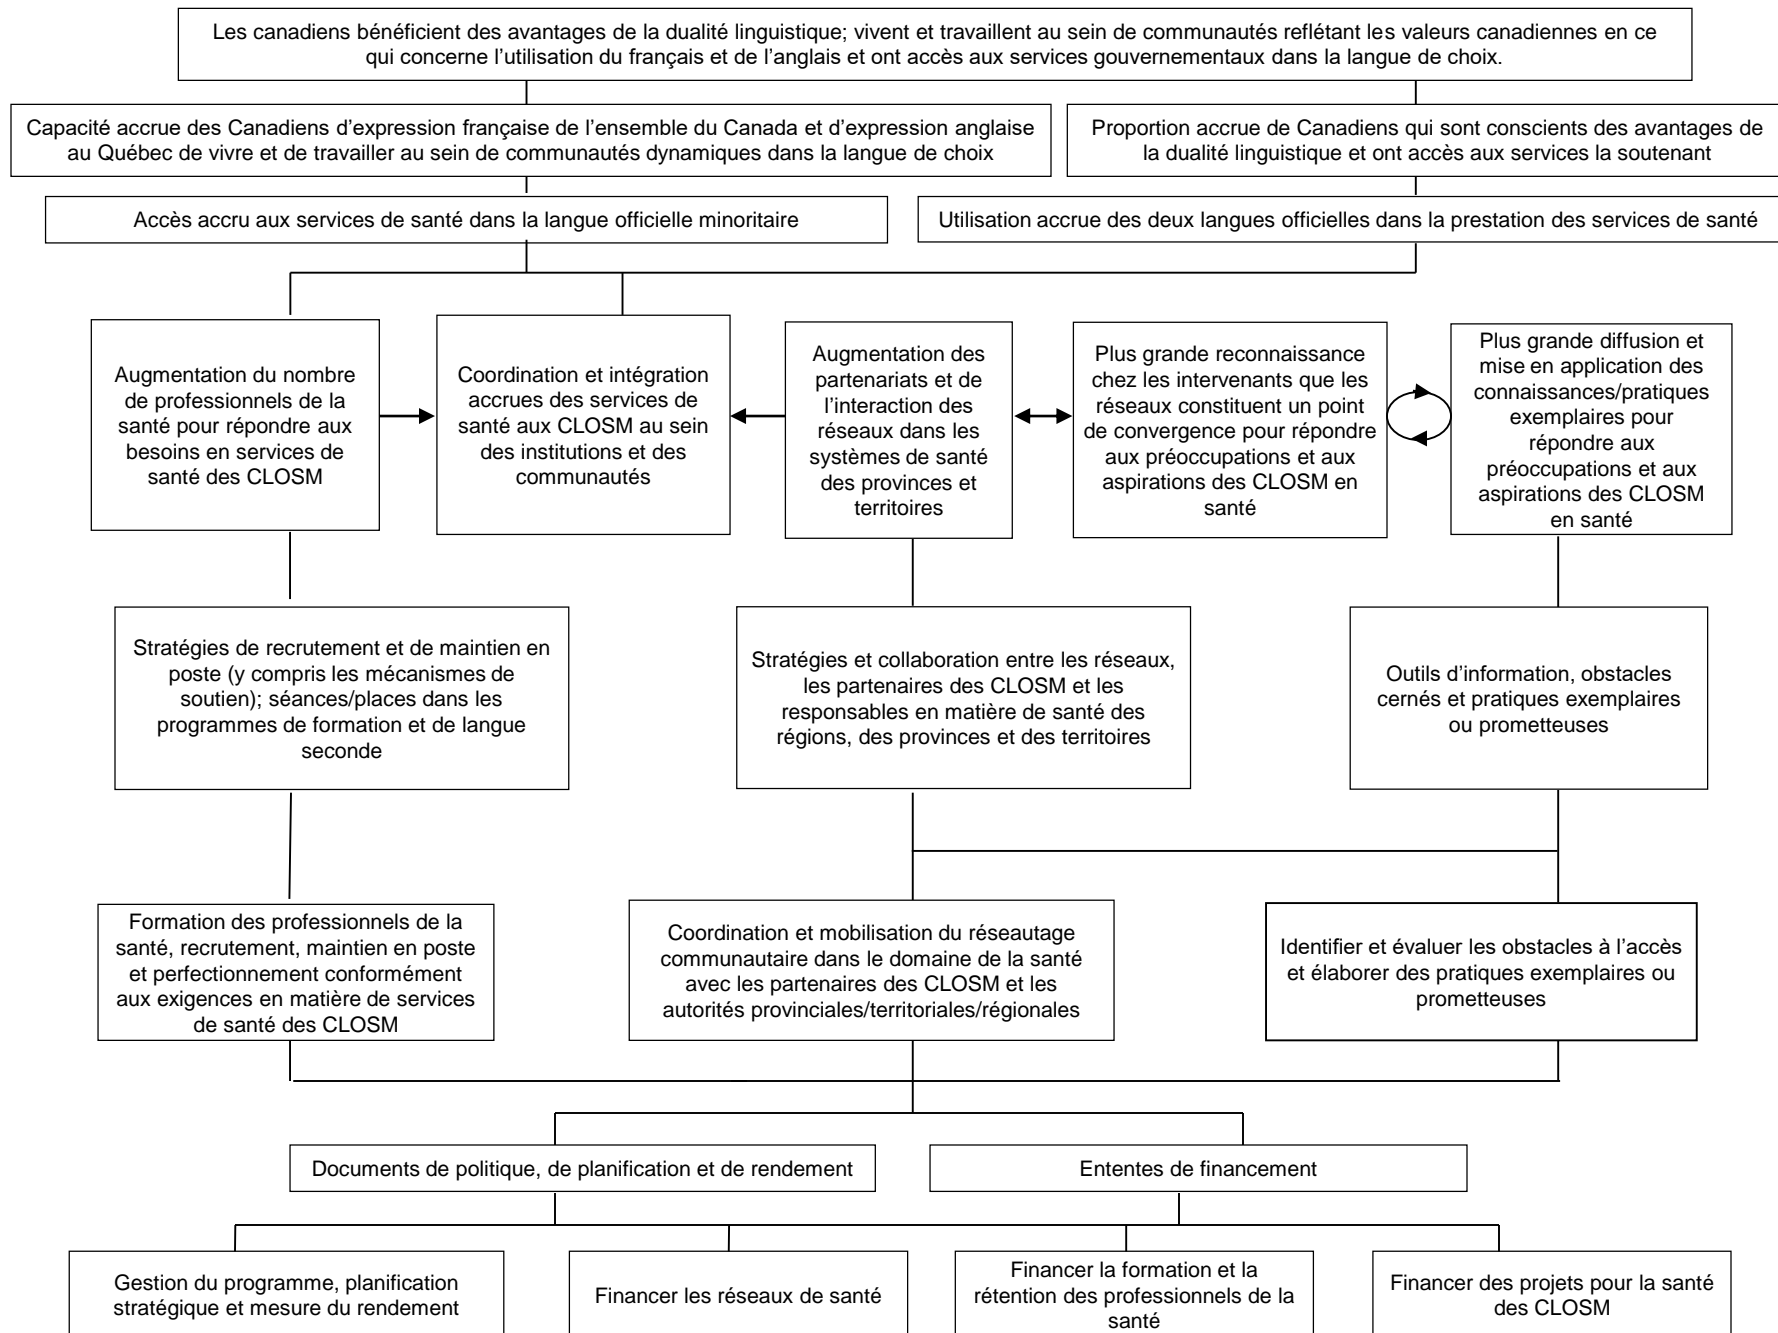 Les canadiens bénéficient des avantages de la dualité linguistique; vivent et travaillent au sein de communautés reflétant les valeurs canadiennes en ce
qui concerne l'utilisation du français et de l'anglais et ont accès aux services gouvernementaux dans la langue de choix.
Capacité accrue des Canadiens d'expression française de l'ensemble du Canada et d'expression anglaise
au Québec de vivre et de travailler au sein de communautés dynamiques dans la langue de choix
Proportion accrue de Canadiens qui sont conscients des avantages de
la dualité linguistique et ont accès aux services la soutenant
Accès accru aux services de santé dans la langue officielle minoritaire
Utilisation accrue des deux langues officielles dans la prestation des services de santé
Augmentation du nombre
de professionnels de la
santé pour répondre aux
besoins en services de
santé des CLOSM
Coordination et intégration
accrues des services de
santé aux CLOSM au sein
des institutions et des
communautés
Augmentation des
partenariats et de
l'interaction des
réseaux dans les
systèmes de santé
des provinces et
territoires
Plus grande reconnaissance
chez les intervenants que les
réseaux constituent un point
de convergence pour répondre
aux préoccupations et aux
aspirations des CLOSM en
santé
Plus grande diffusion et
mise en application des
connaissances/pratiques
exemplaires pour
répondre aux
préoccupations et aux
aspirations des CLOSM
en santé
Stratégies de recrutement et de maintien en
poste (y compris les mécanismes de
soutien); séances/places dans les
programmes de formation et de langue
seconde
Stratégies et collaboration entre les réseaux,
les partenaires des CLOSM et les
responsables en matière de santé des
régions, des provinces et des territoires
Outils d'information, obstacles
cernés et pratiques exemplaires
ou prometteuses
Formation des professionnels de la
santé, recrutement, maintien en poste
et perfectionnement conformément
aux exigences en matière de services
de santé des CLOSM
Coordination et mobilisation du réseautage
communautaire dans le domaine de la santé
avec les partenaires des CLOSM et les
autorités provinciales/territoriales/régionales
Identifier et évaluer les obstacles à l'accès
et élaborer des pratiques exemplaires ou
prometteuses
Documents de politique, de planification et de rendement
Ententes de financement
Gestion du programme, planification
stratégique et mesure du rendement
Financer les réseaux de santé
Financer la formation et la
rétention des professionnels de la
santé
Financer des projets pour la santé
des CLOSM